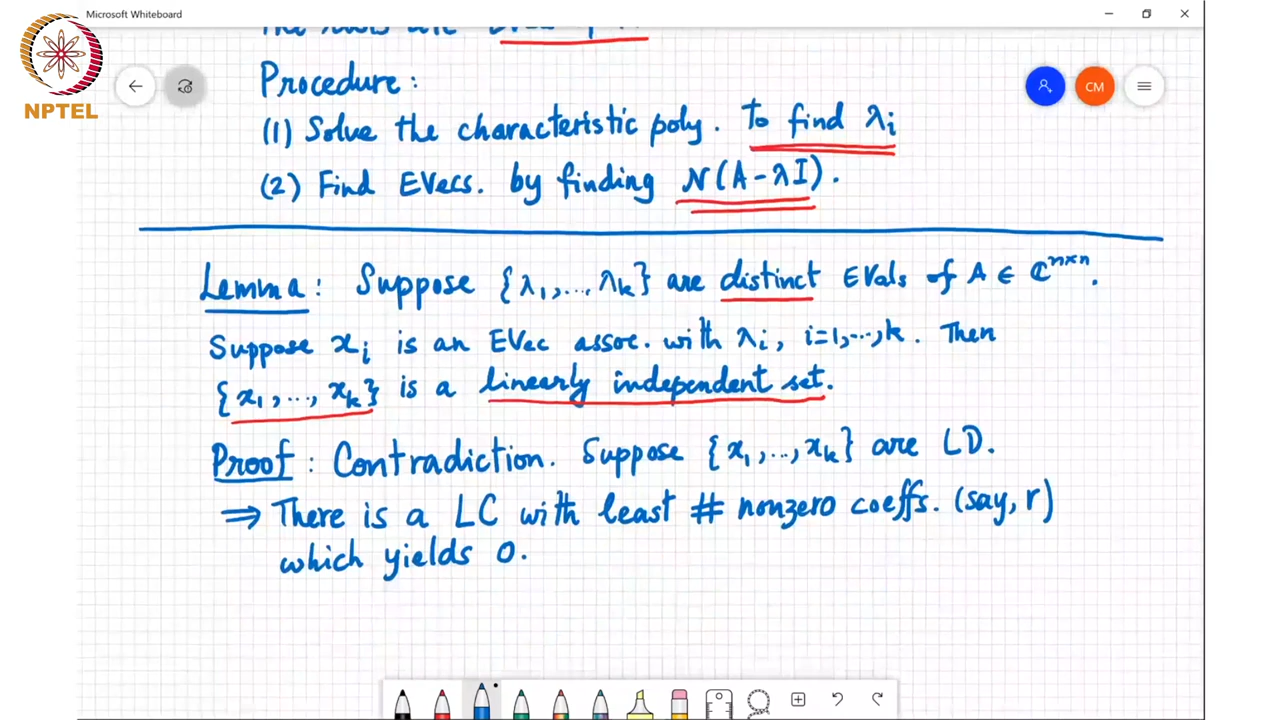 Microsoft Whiteboard
NPTEL
CM
The roots are
Procedure:
(1) Solve the characteristic poly. To find λi
(2) Find EVecs. by finding N(A-λI).
Lemma: Suppose {λ1,...λk} are distinct EVals of A ∈ ℂ^n×n.
Suppose xi is an EVec assoc. with λi, i=1,...,k. Then
{x1,..., xk} is a linearly independent set.
Proof: Contradiction. Suppose {x1,..,xk} are LD.
⇒ There is a LC with least # nonzero coeffs. (say, r)
which yields 0.